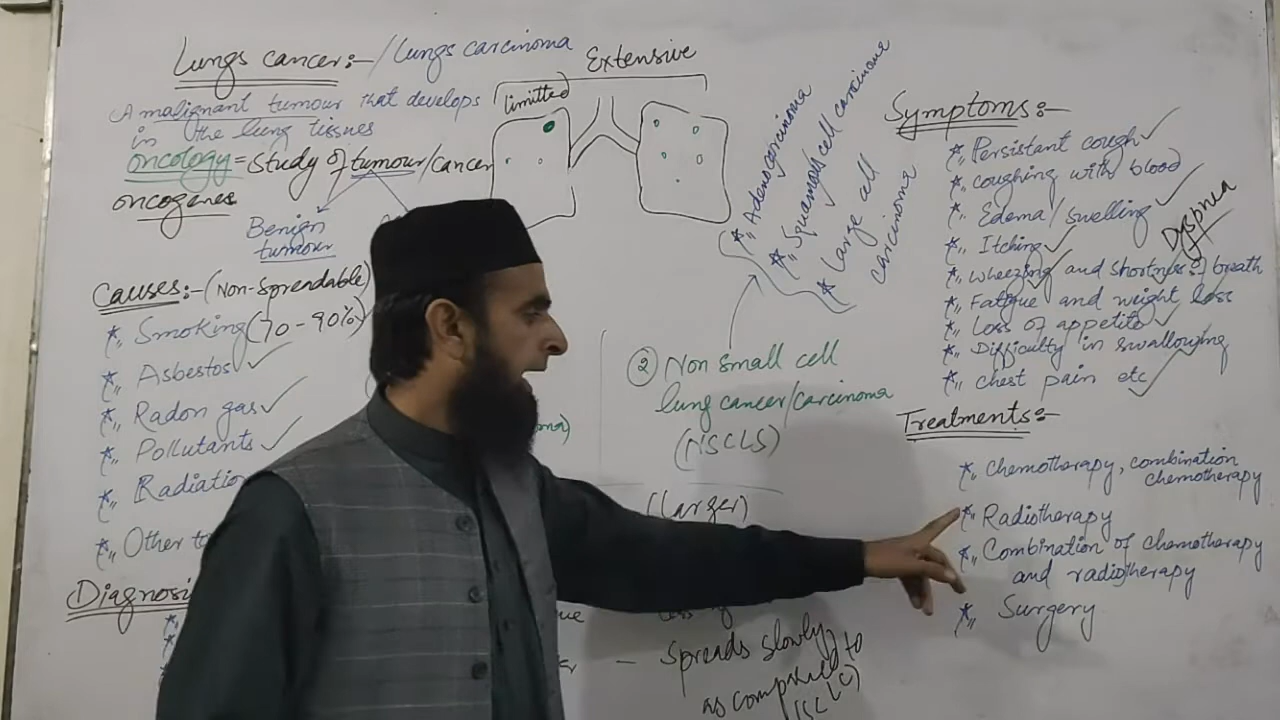 Lungs cancer:- / lungs carcinoma
A malignant tumour that develops
in the lung tissues
oncology = study of tumour/cancer
oncogenes
Benign
tumour
(Non-Spreadable)
Causes:-
*,, Smoking (70-90%)
*,, Asbestos ✓
*,, Radon gas ✓
*,, Pollutants ✓
*,, Radiatio
*,, Other to
Diagnosi
Extensive
limitted
*,, Adenocarcinoma
*,, Squamous cell carcinoma
*,, Large
carcinoma
② Non small cell
lung cancer/carcinoma
(NSCLS)
(larger)
- Spreads slowly
as compared to
Symptoms:-
*,, Persistant cough ✓
*,, coughing with blood
*,, Edema/swelling ✓
*,, Itching ✓
*,, wheezing and shortness of breath
Dyspnea
*,, Fatigue and weight loss
*,, Loss of appetite ✓
*,, Difficulty in swallowing
*,, chest pain etc ✓
Treatments:-
*,, chemotherapy, combination
chemotherapy
*,, Radiotherapy
*,, Combination of chemotherapy
and radiotherapy
*,, Surgery